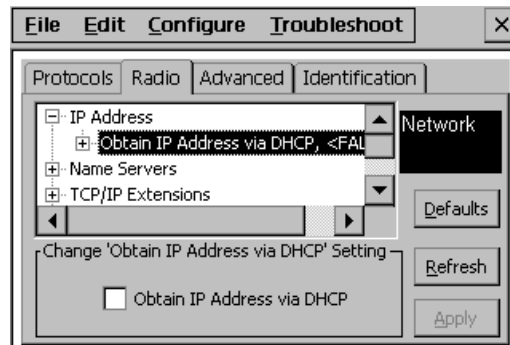 File Edit Configure Troubleshoot
Protocols Radio Advanced Identification
IP Address
Obtain IP Address via DHCP, <FAL
Name Servers
TCP/IP Extensions
Network
Defaults
Change 'Obtain IP Address via DHCP' Setting
Refresh
Obtain IP Address via DHCP
Apply